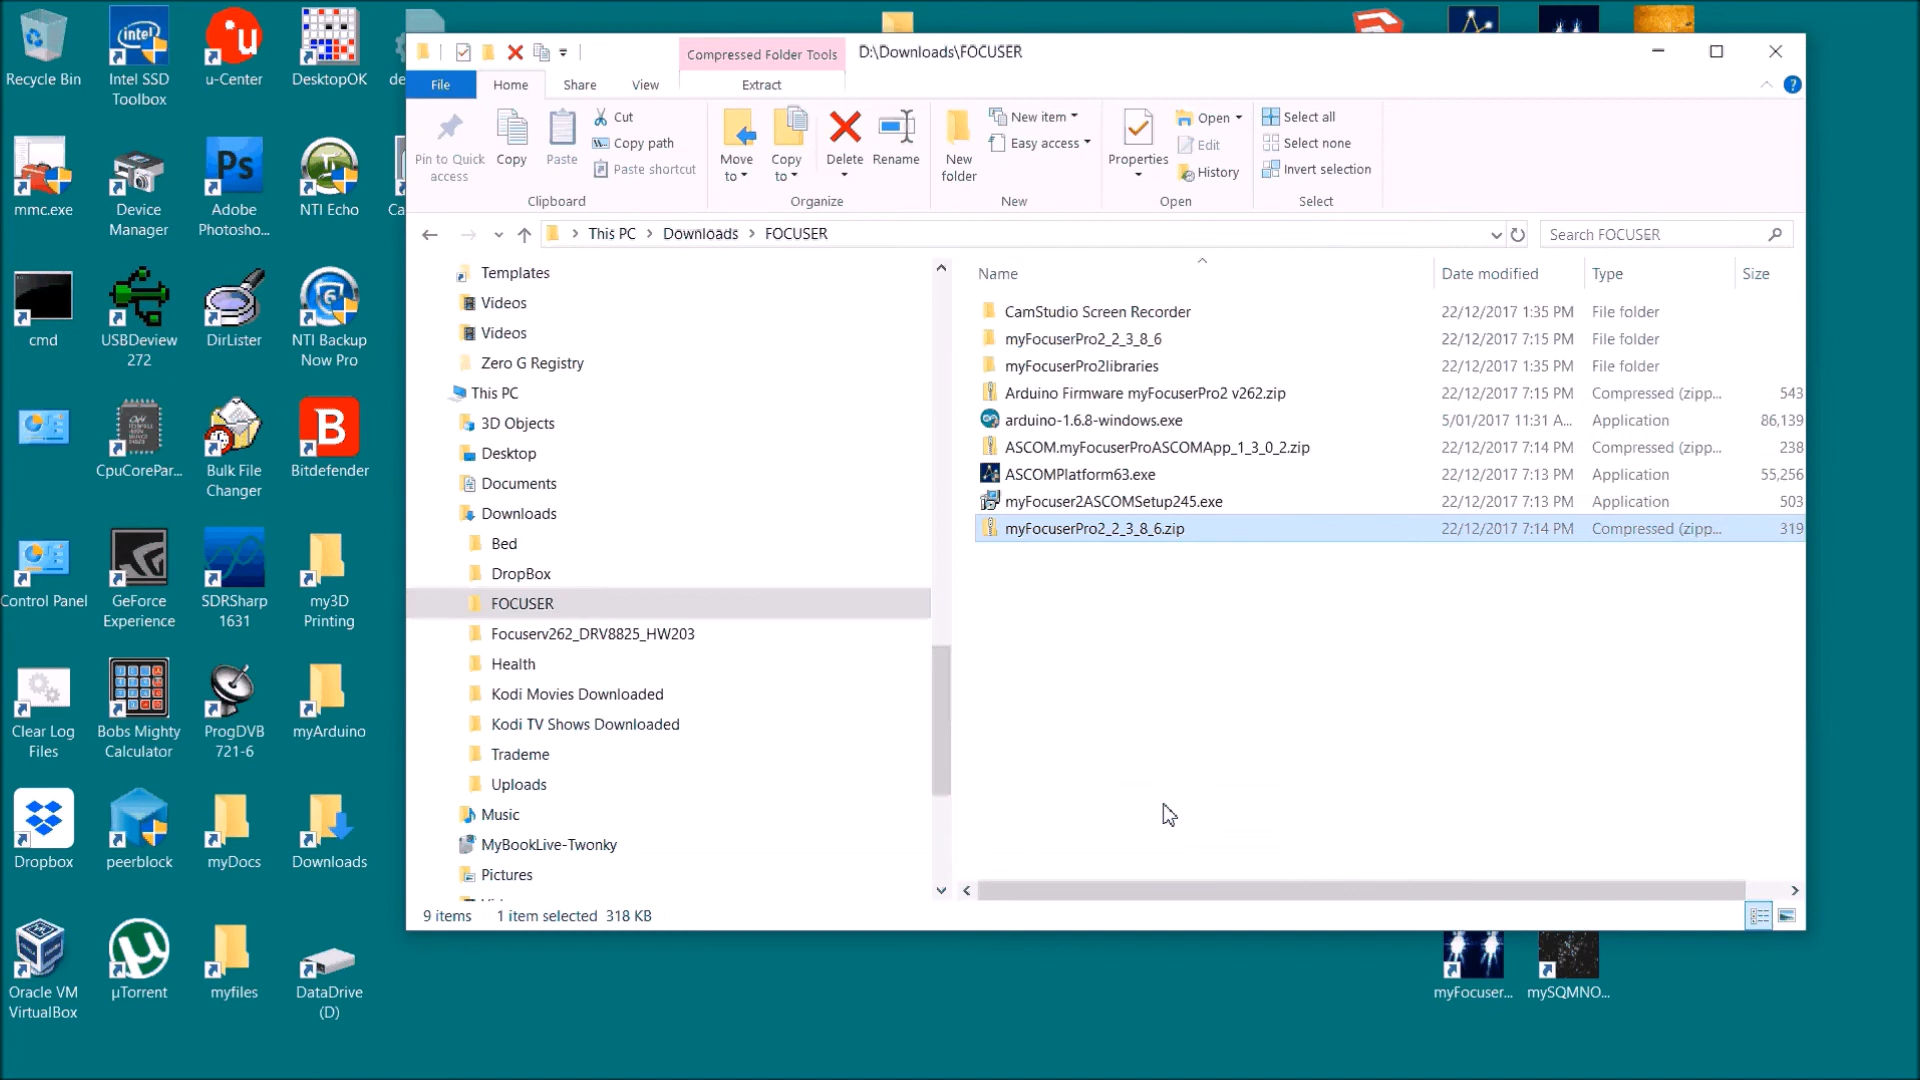 Recycle Bin
Intel SSD
Toolbox
u-Center
DesktopOK
mmc.exe
Device
Manager
Adobe
Photosho...
NTI Echo
cmd
USBDeview
272
DirLister
NTI Backup
Now Pro
CpuCorePar...
Bulk File
Changer
Bitdefender
Control Panel
GeForce
Experience
SDRSharp
1631
my3D
Printing
Clear Log
Files
Bobs Mighty
Calculator
ProgDVB
721-6
myArduino
Dropbox
peerblock
myDocs
Downloads
Oracle VM
VirtualBox
µTorrent
myfiles
DataDrive
(D)
Compressed Folder Tools
D:\Downloads\FOCUSER
File
Home
Share
View
Extract
Pin to Quick
access
Copy
Paste
Cut
Copy path
Paste shortcut
Clipboard
Move
to
Copy
to
Delete
Rename
Organize
New
folder
New item
Easy access
New
Properties
Open
Edit
History
Open
Select all
Select none
Invert selection
Select
This PC > Downloads > FOCUSER
Search FOCUSER
Templates
Videos
Videos
Zero G Registry
This PC
3D Objects
Desktop
Documents
Downloads
Bed
DropBox
FOCUSER
Focuserv262_DRV8825_HW203
Health
Kodi Movies Downloaded
Kodi TV Shows Downloaded
Trademe
Uploads
Music
MyBookLive-Twonky
Pictures
Name Date modified Type Size
CamStudio Screen Recorder 22/12/2017 1:35 PM File folder
myFocuserPro2_2_3_8_6 22/12/2017 7:15 PM File folder
myFocuserPro2libraries 22/12/2017 1:35 PM File folder
Arduino Firmware myFocuserPro2 v262.zip 22/12/2017 7:15 PM Compressed (zipp... 543
arduino-1.6.8-windows.exe 5/01/2017 11:31 A... Application 86,139
ASCOM.myFocuserProASCOMApp_1_3_0_2.zip 22/12/2017 7:14 PM Compressed (zipp... 238
ASCOMPlatform63.exe 22/12/2017 7:13 PM Application 55,256
myFocuser2ASCOMSetup245.exe 22/12/2017 7:13 PM Application 503
myFocuserPro2_2_3_8_6.zip 22/12/2017 7:14 PM Compressed (zipp... 319
9 items 1 item selected 318 KB
myFocuser...
mySQMNO...